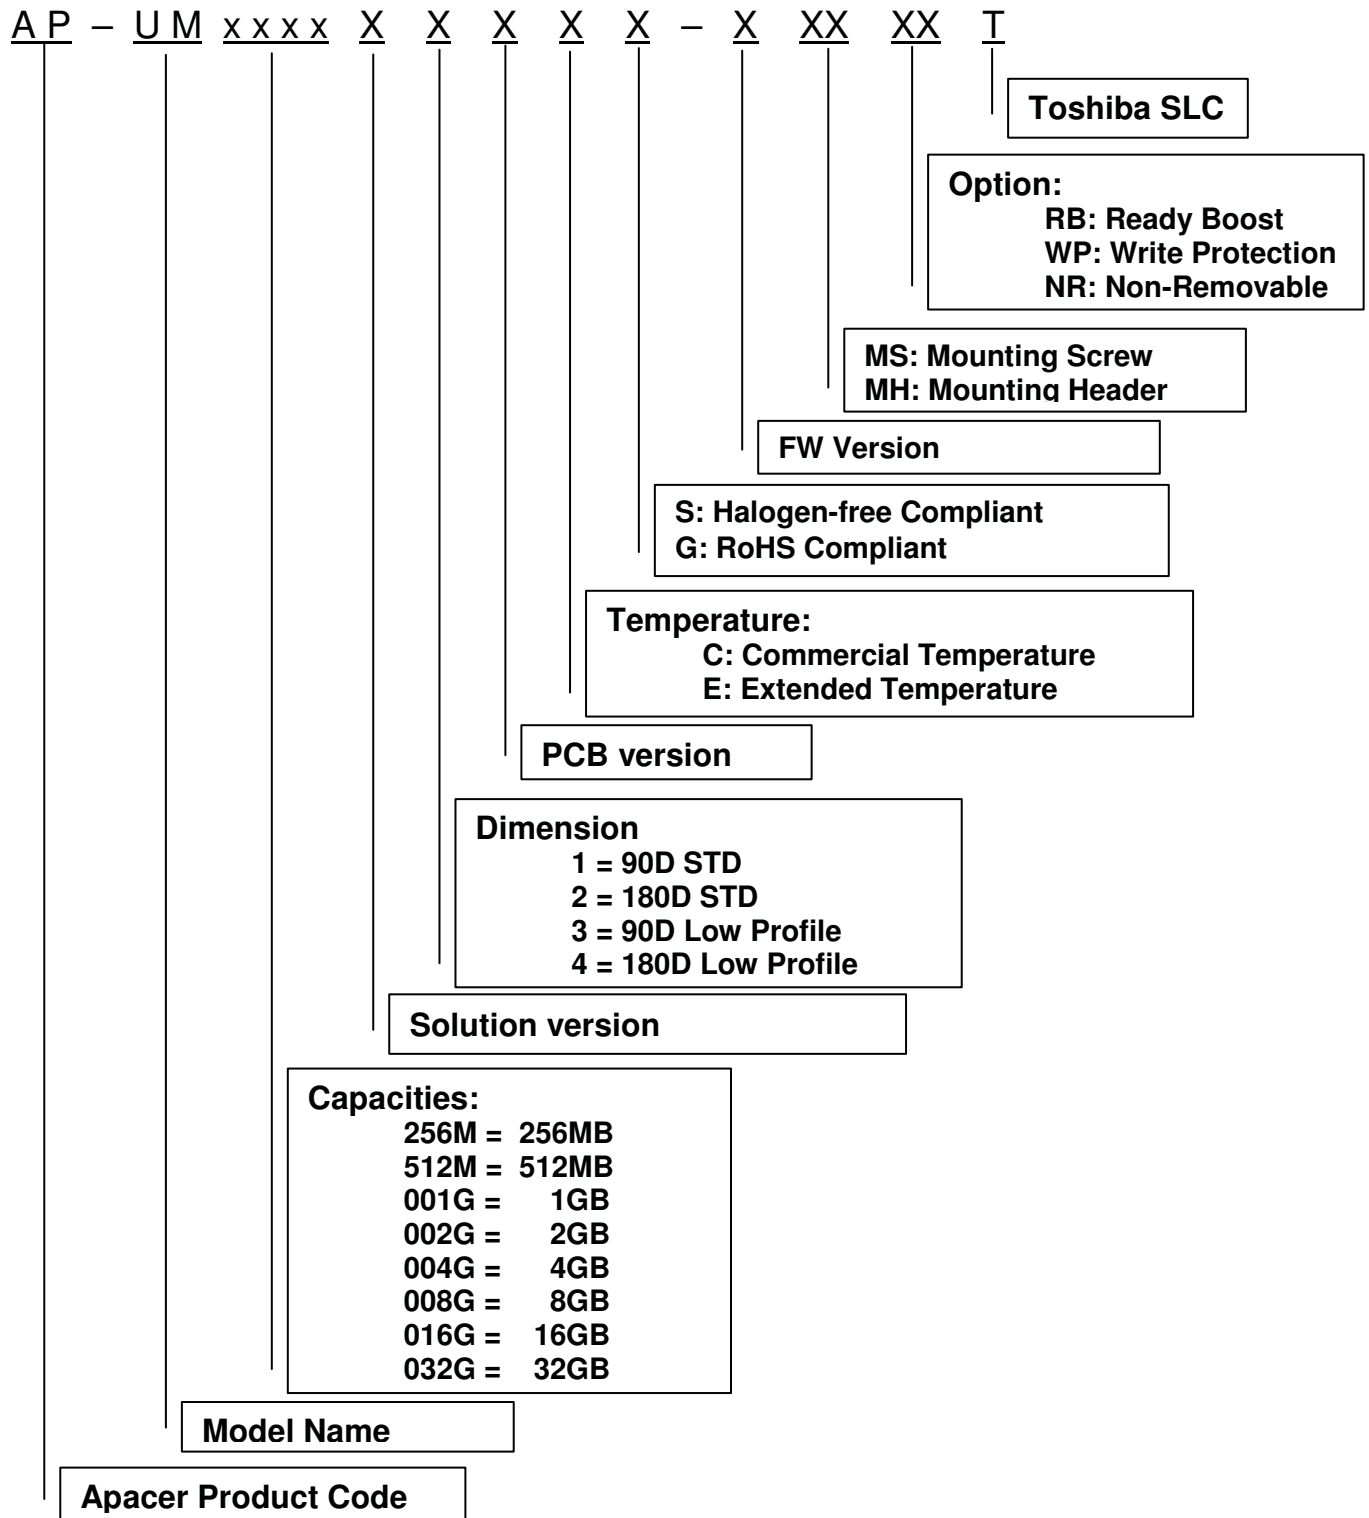 A P – U M x x x x X X X X X – X XX XX T
Toshiba SLC
Option:
RB: Ready Boost
WP: Write Protection
NR: Non-Removable
MS: Mounting Screw
MH: Mounting Header
FW Version
S: Halogen-free Compliant
G: RoHS Compliant
Temperature:
C: Commercial Temperature
E: Extended Temperature
PCB version
Dimension
1 = 90D STD
2 = 180D STD
3 = 90D Low Profile
4 = 180D Low Profile
Solution version
Capacities:
256M = 256MB
512M = 512MB
001G = 1GB
002G = 2GB
004G = 4GB
008G = 8GB
016G = 16GB
032G = 32GB
Model Name
Apacer Product Code